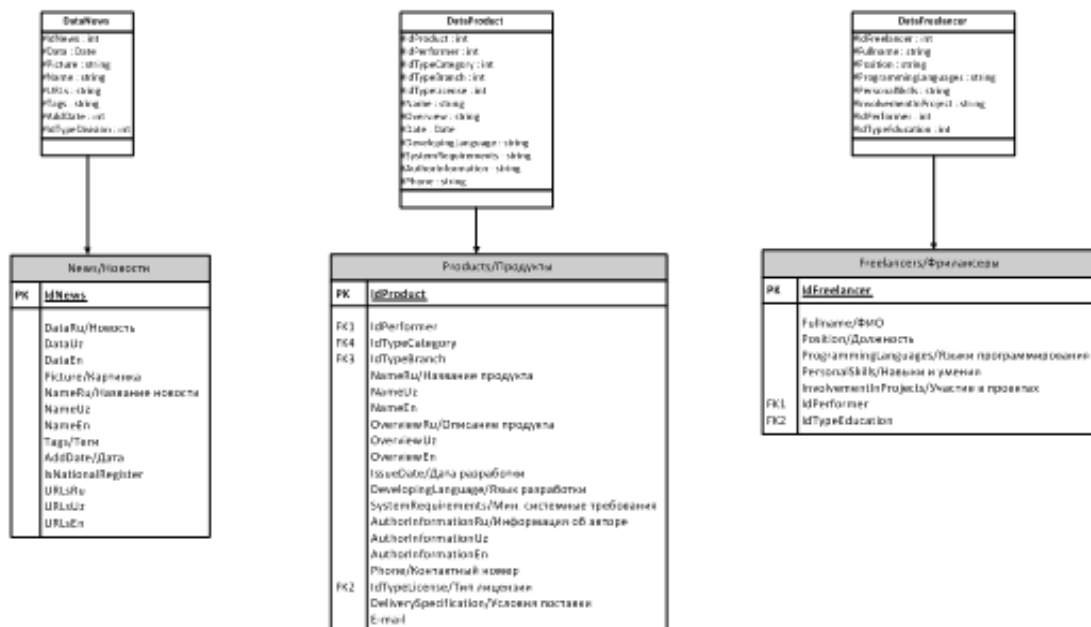 DataNews
#IdNews : int
#Data : Date
#Picture : string
#Name : string
#URLs : string
#Tags : string
#AddDate : int
#IdTypeDivision : int
DataProduct
#IdProduct : int
#IdPerformer : int
#IdTypeCategory : int
#IdTypeBranch : int
#IdTypeLicense : int
#Name : string
#Overview : string
#Date : Date
#DevelopingLanguage : string
#SystemRequirements : string
#AuthorInformation : string
#Phone : string
DataFreelancer
#IdFreelancer : int
#Fullname : string
#Position : string
#ProgrammingLanguages : string
#PersonalSkills : string
#InvolvementInProject : string
#IdPerformer : int
#IdTypeEducation : int
News/Новости
PK IdNews
DataRu/Новость
DataUz
DataEn
Picture/Картинка
NameRu/Название новости
NameUz
NameEn
Tags/Теги
AddDate/Дата
IsNationalRegister
URLsRu
URLsUz
URLsEn
Products/Продукты
PK IdProduct
FK1 IdPerformer
FK4 IdTypeCategory
FK3 IdTypeBranch
NameRu/Название продукта
NameUz
NameEn
OverviewRu/Описание продукта
OverviewUz
OverviewEn
IssueDate/Дата разработки
DevelopingLanguage/Язык разработки
SystemRequirements/Мин. системные требования
AuthorInformationRu/Информация об авторе
AuthorInformationUz
AuthorInformationEn
Phone/Контактный номер
FK2 IdTypeLicense/Тип лицензии
DeliverySpecification/Условия поставки
E-mail
Freelancers/Фрилансеры
PK IdFreelancer
Fullname/ФИО
Position/Должность
ProgrammingLanguages/Языки программирования
PersonalSkills/Навыки и умения
InvolvementInProjects/Участие в проектах
FK1 IdPerformer
FK2 IdTypeEducation